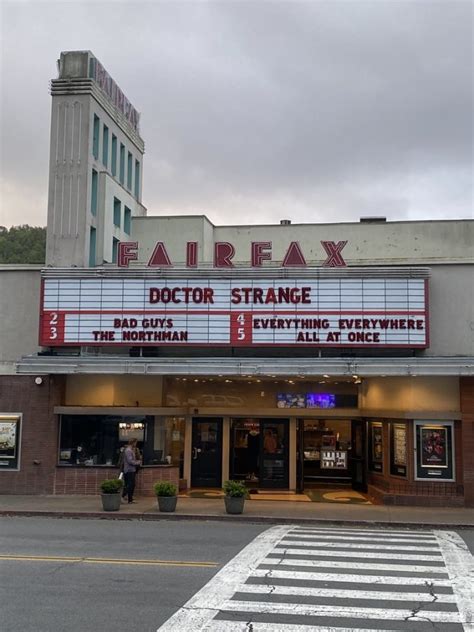 FAIRFAX
DOCTOR STRANGE
2 BAD GUYS
3 THE NORTHMAN
4 EVERYTHING EVERYWHERE
5 ALL AT ONCE